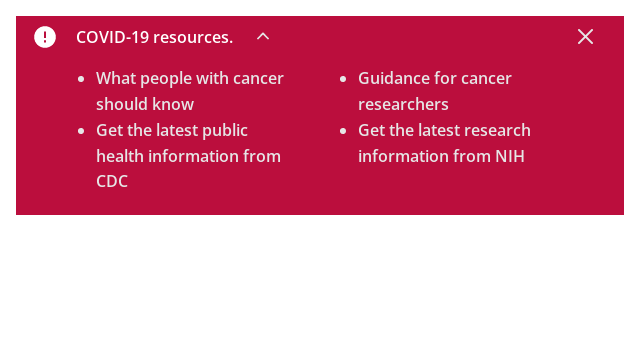 COVID-19 resources.
What people with cancer
should know
Get the latest public
health information from
CDC
Guidance for cancer
researchers
Get the latest research
information from NIH